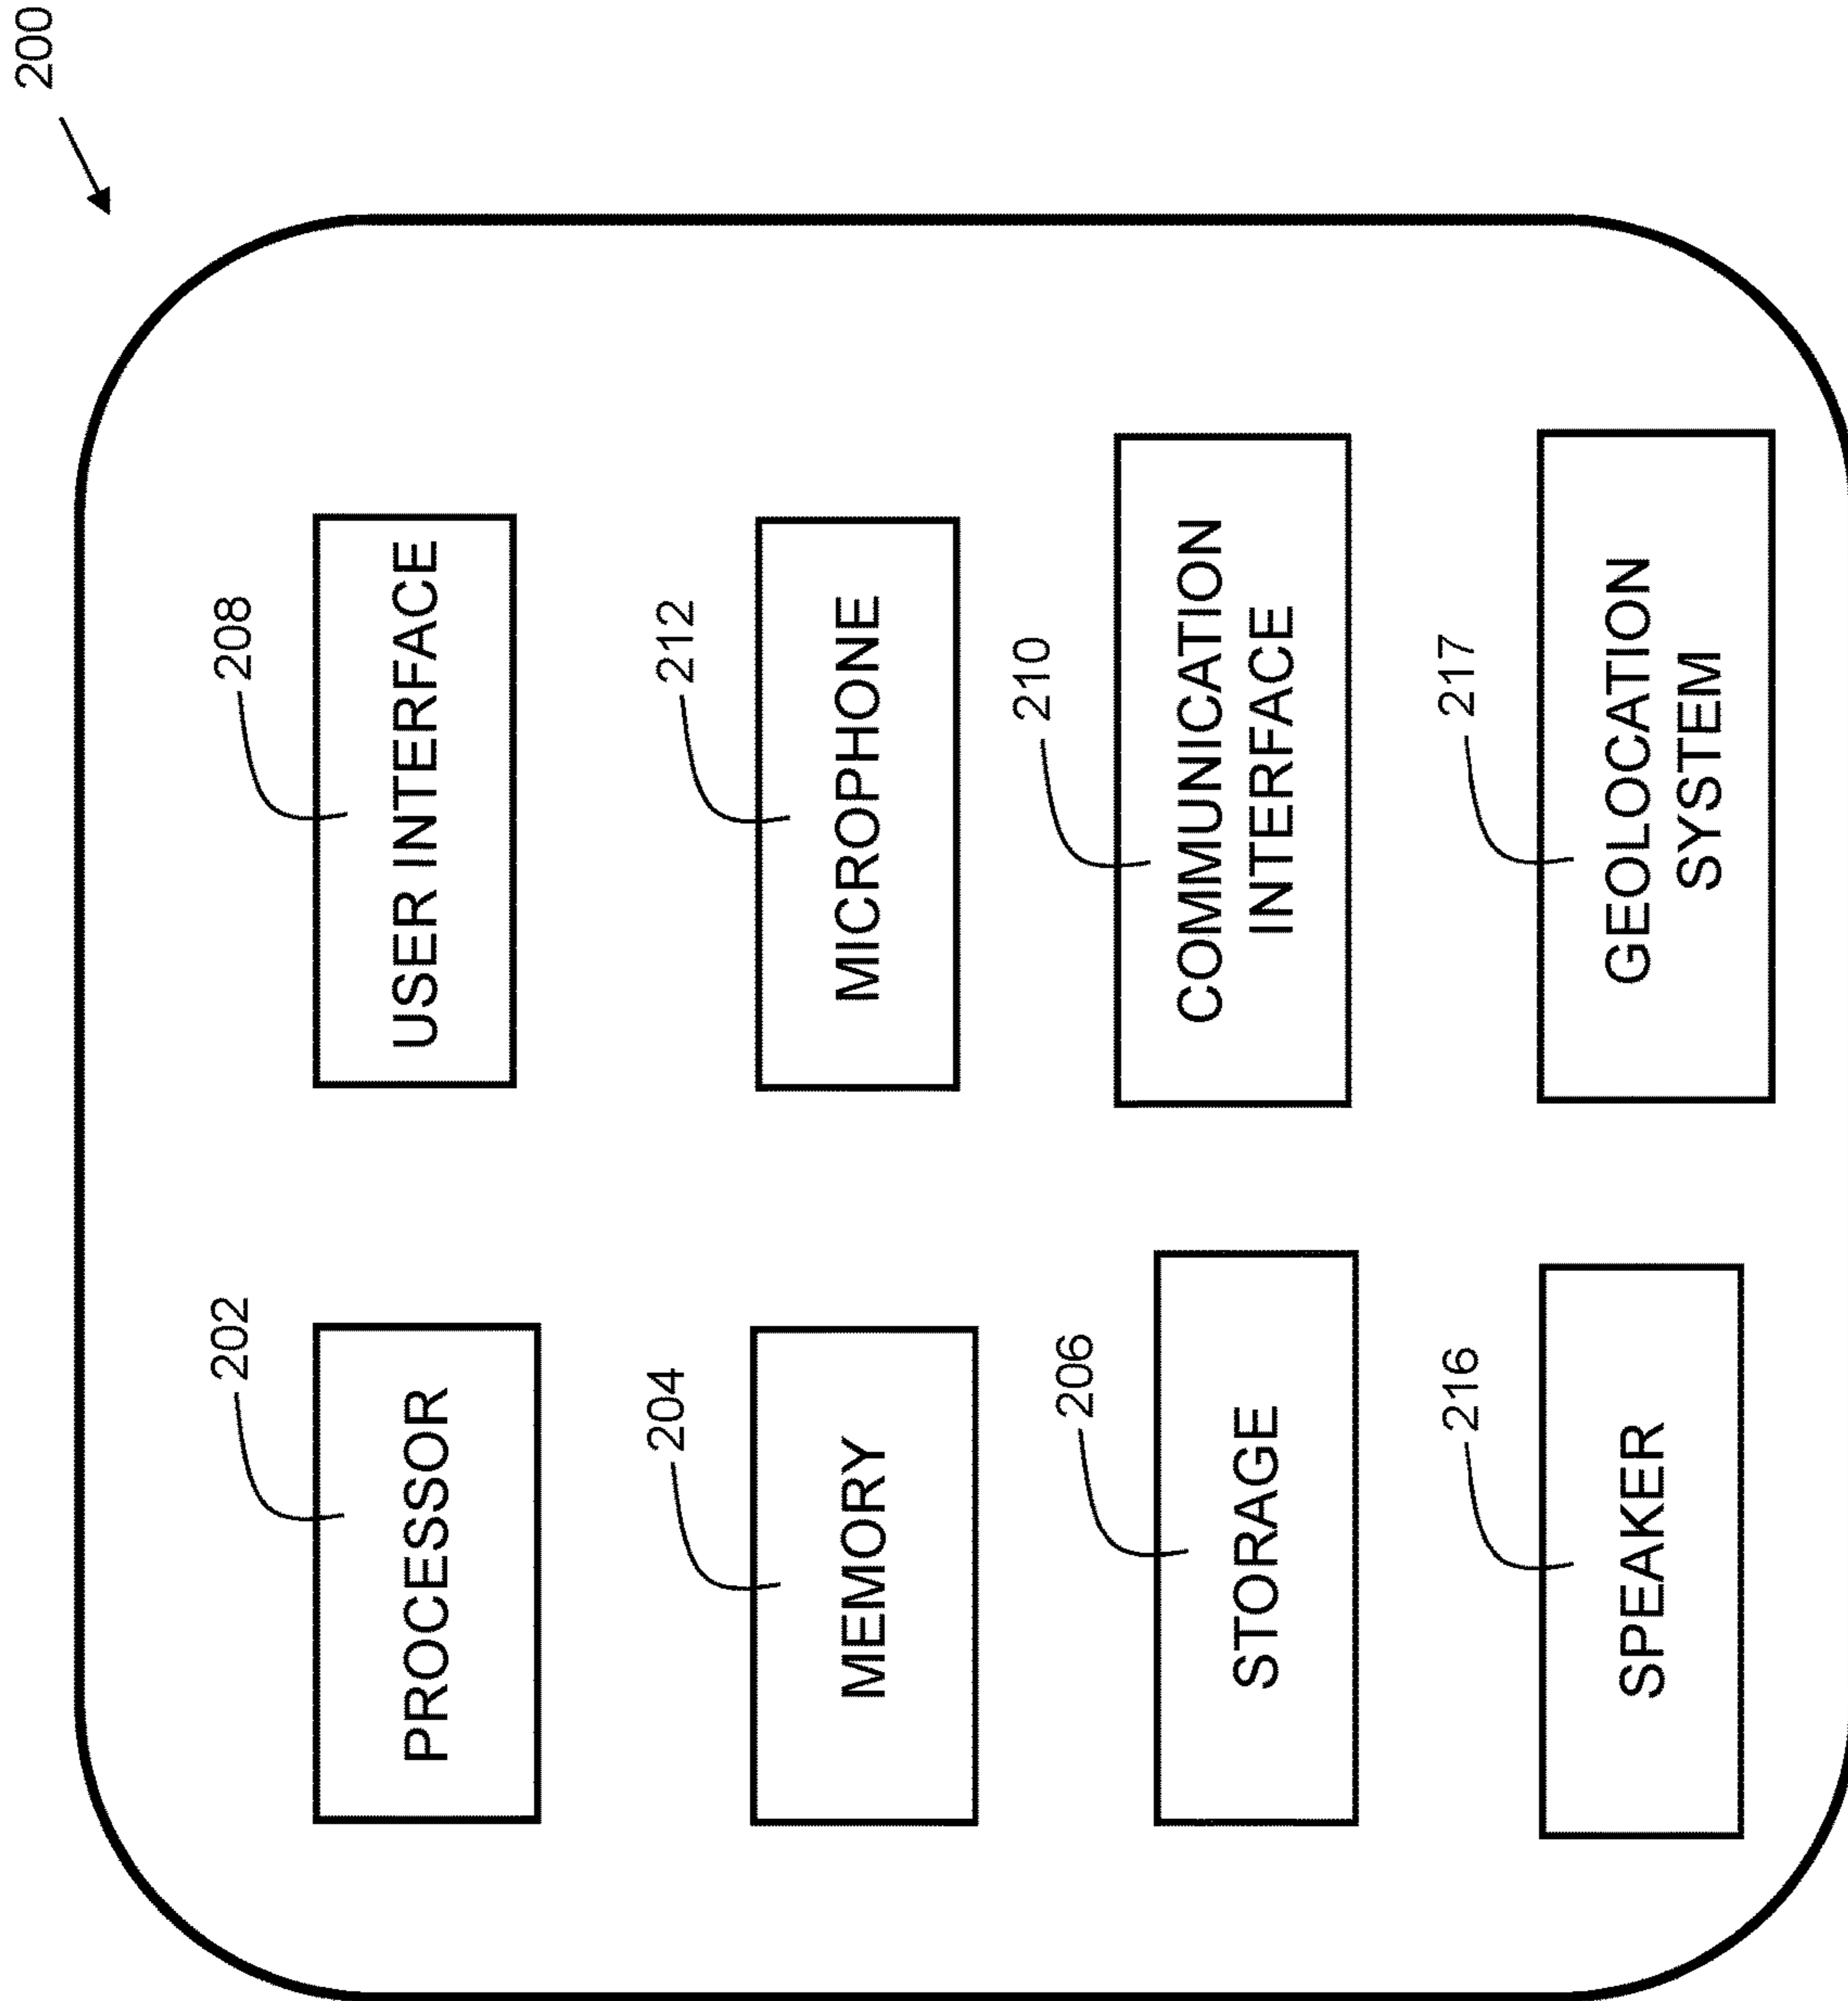 200
202
PROCESSOR
208
USER INTERFACE
204
MEMORY
212
MICROPHONE
206
STORAGE
210
COMMUNICATION
INTERFACE
216
SPEAKER
217
GEOLOCATION
SYSTEM